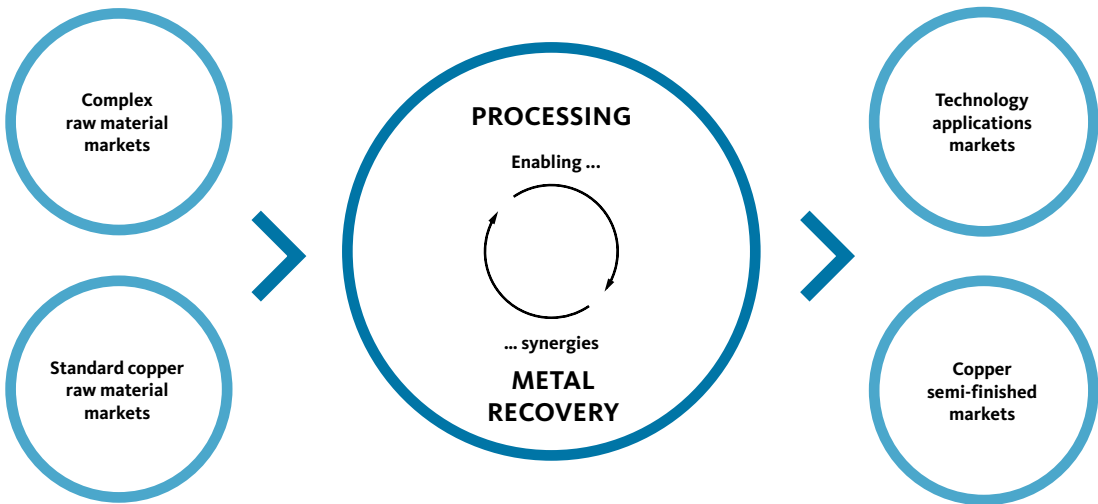 Complex
raw material
markets
Standard copper
raw material
markets
PROCESSING
Enabling ...
... synergies
METAL
RECOVERY
Technology
applications
markets
Copper
semi-finished
markets